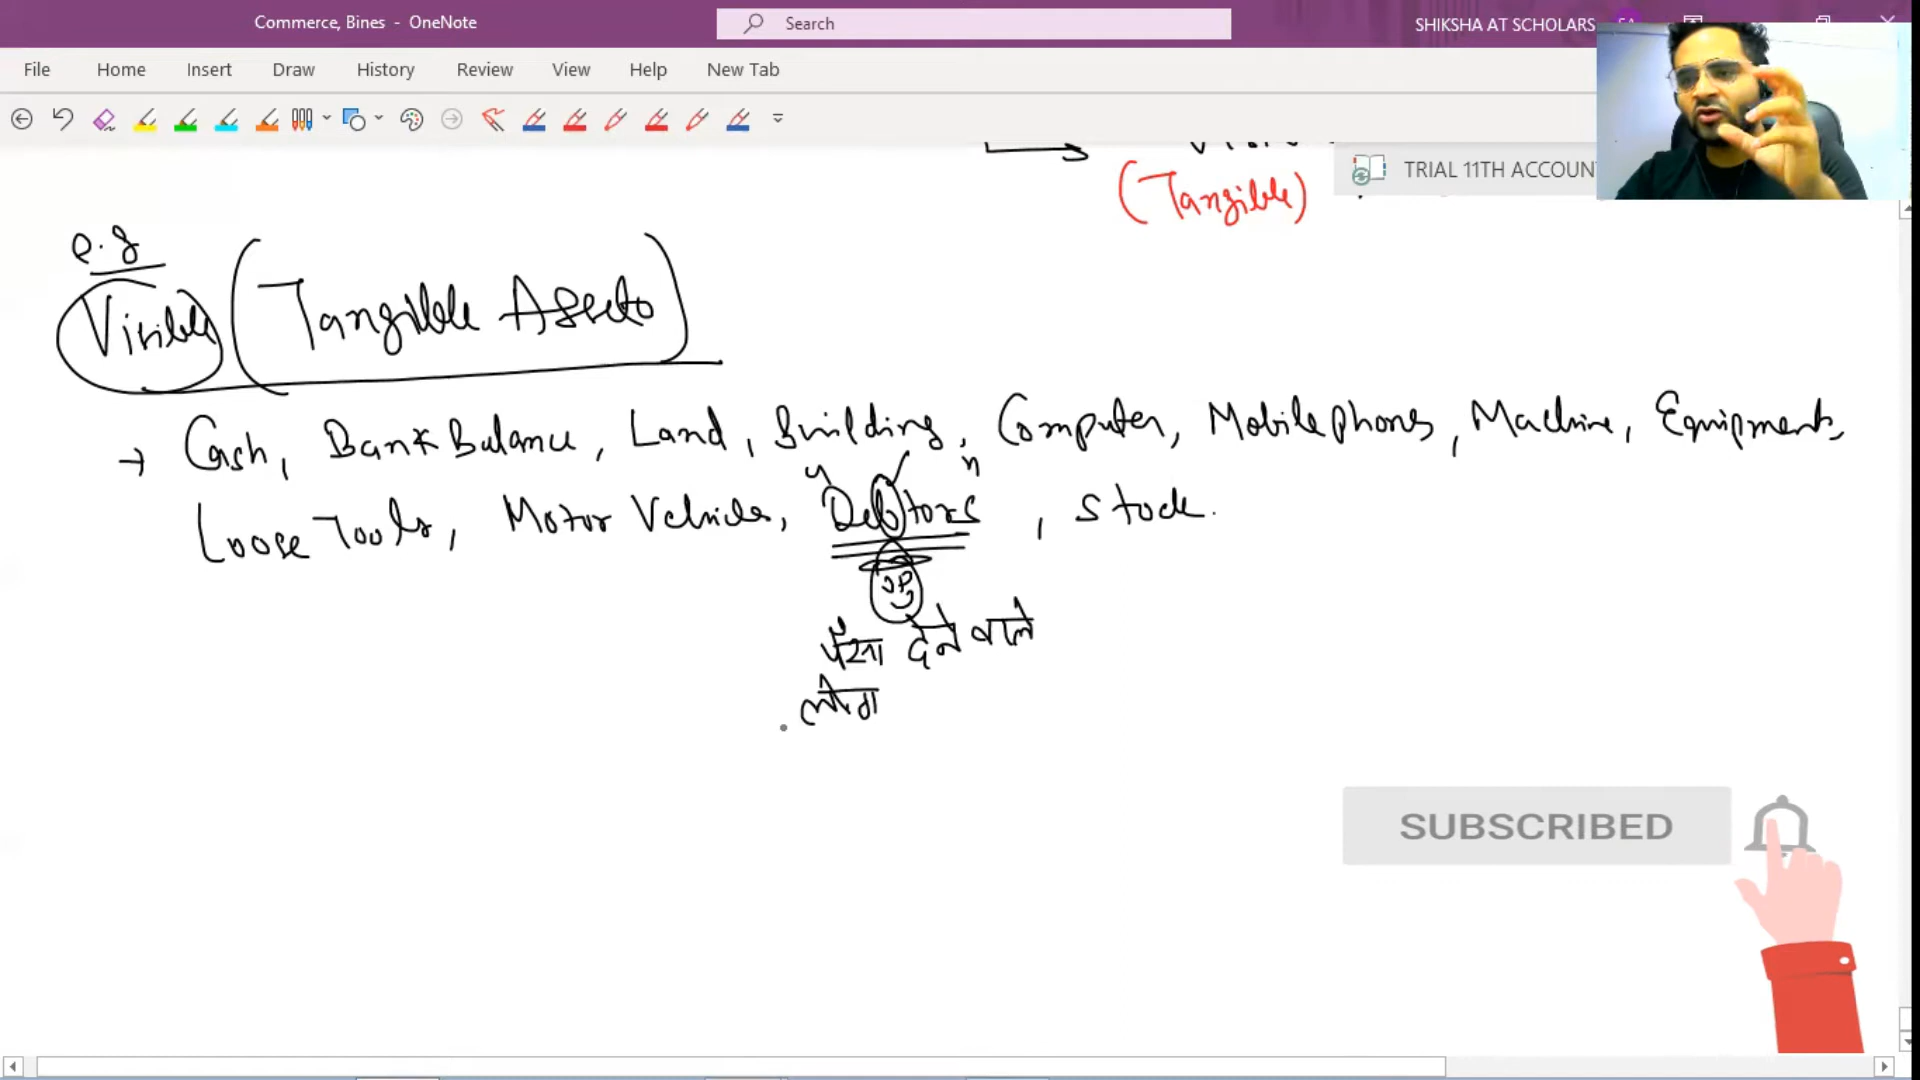 Commerce, Bines - OneNote
Search
SHIKSHA AT SCHOLARS
File Home Insert Draw History Review View Help New Tab
TRIAL 11TH ACCOUN
(Tangible)
e.g
Visible (Tangible Assets)
→ Cash, Bank Balance, Land, Building, Computer, Mobile phones, Machine, Equipments,
Loose Tools, Motor Vehicles, Debtors, Stock.
पैसा देने वाले
लोग
SUBSCRIBED